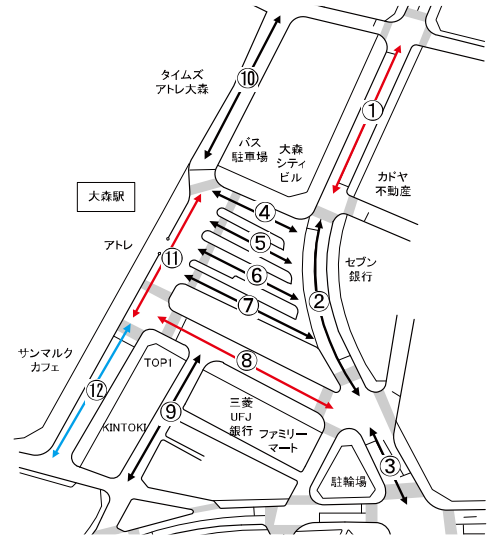 ⑩
①
タイムズ
アトレ大森
バス
駐車場
大森
シティ
ビル
カドヤ
不動産
大森駅
④
⑤
アトレ
⑪
⑥
セブン
銀行
⑦
②
サンマルク
カフェ
TOP1
⑧
⑫
⑨
KINTOKI
三菱
UFJ
銀行
ファミリー
マート
③
駐輪場